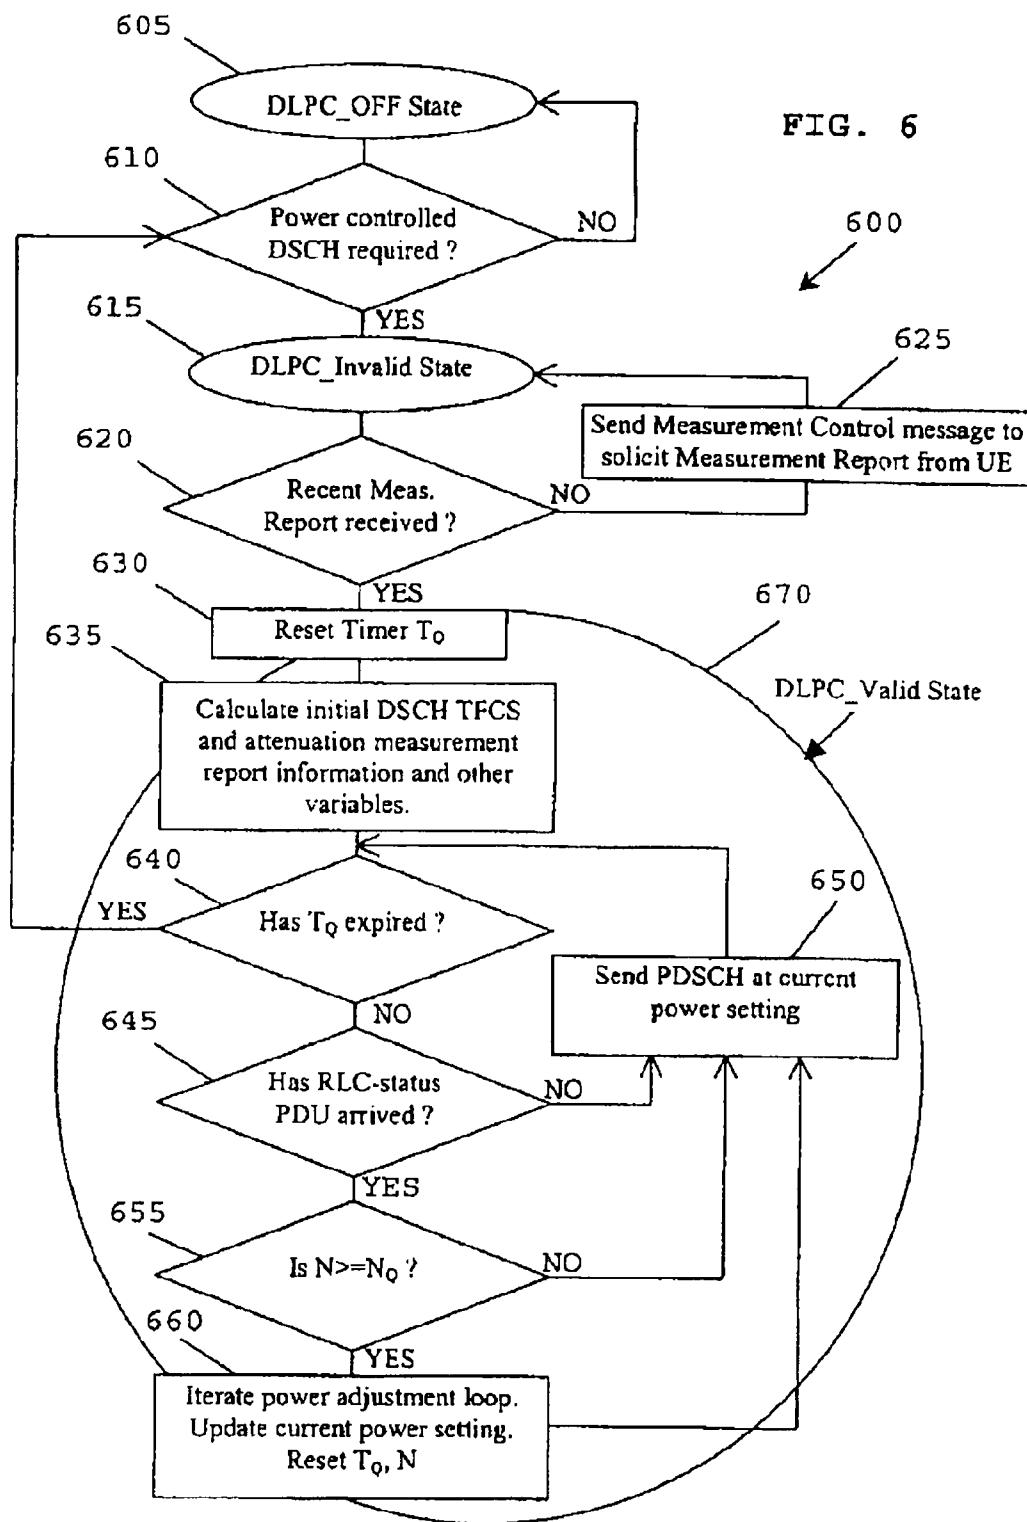 605
DLPC_OFF State
FIG. 6
610
Power controlled
DSCH required ?
NO
600
YES
615
DLPC_Invalid State
625
Send Measurement Control message to
solicit Measurement Report from UE
620
Recent Meas.
Report received ?
NO
630
YES
670
Reset Timer TQ
635
DLPC_Valid State
Calculate initial DSCH TFCS
and attenuation measurement
report information and other
variables.
640
650
YES
Has TQ expired ?
Send PDSCH at current
power setting
NO
645
Has RLC-status
PDU arrived ?
NO
YES
655
Is N>=NQ ?
NO
660
YES
Iterate power adjustment loop.
Update current power setting.
Reset TQ, N